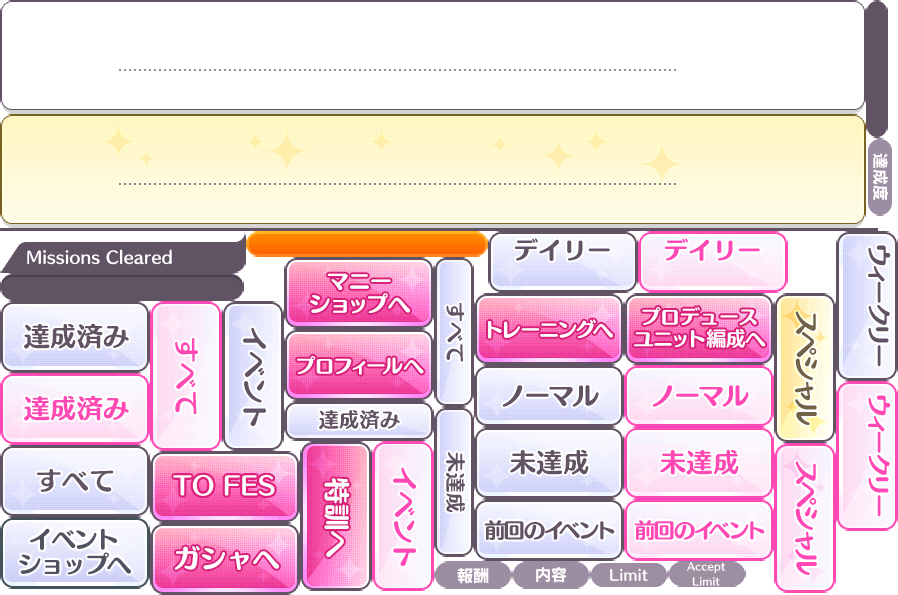 達成度
Missions Cleared
デイリー
デイリー
ウィークリー
マニー
ショップへ
すべて
達成済み
すべて
イベント
トレーニングへ
プロデュース
ユニット編成へ
スペシャル
プロフィールへ
達成済み
ノーマル
ノーマル
ウィークリー
達成済み
未達成
未達成
未達成
すべて
TO FES
特訓へ
イベント
スペシャル
イベント
ショップへ
ガシャへ
前回のイベント
前回のイベント
報酬
内容
Limit
Accept
Limit